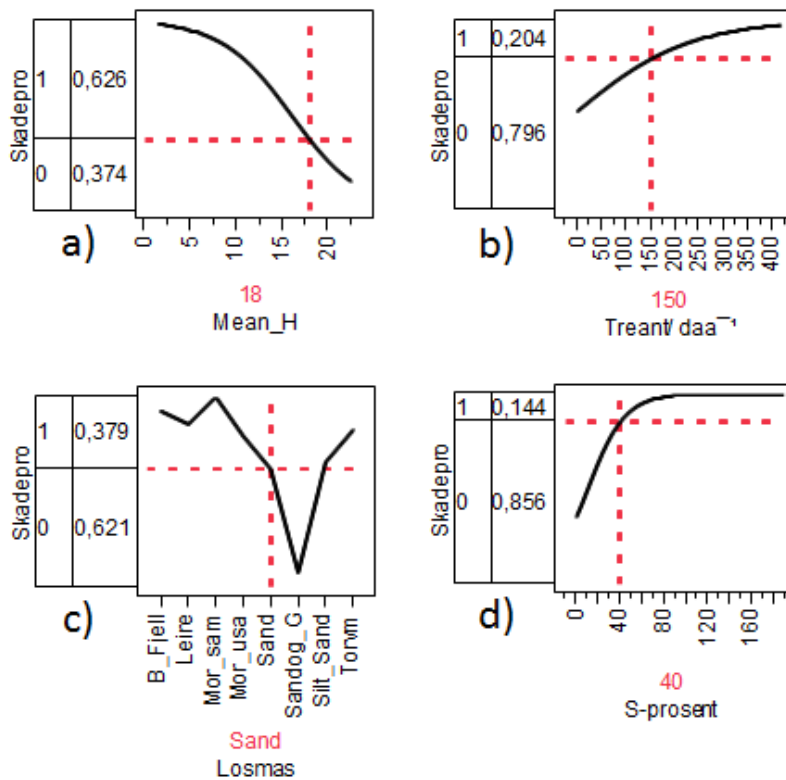 Skadepro
1 0,626
0 0,374
a)
0 5 10 15 20
18
Mean_H
Skadepro
1 0,204
0 0,796
b)
0 50 100 150 200 250 300 350 400
150
Treant/ daa¯¹
Skadepro
1 0,379
0 0,621
c)
B_Fjell
Leire
Mor_sam
Mor_usa
Sand
Sandog_G
Silt_Sand
Torvm
Sand
Losmas
Skadepro
1 0,144
0 0,856
d)
0 40 80 120 160
40
S-prosent